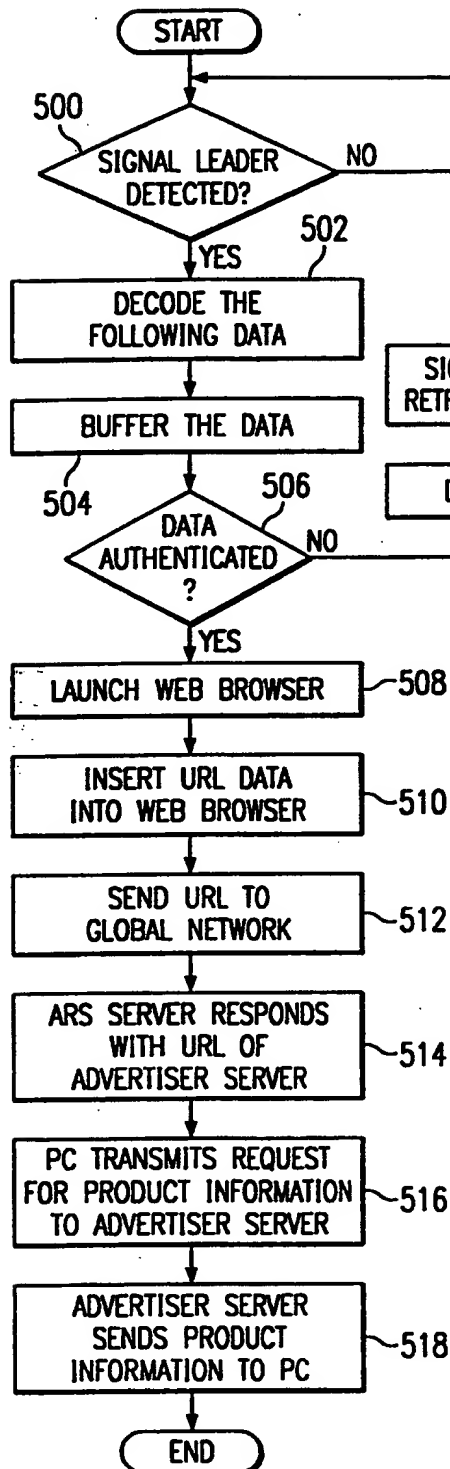 START
500
SIGNAL LEADER
DETECTED?
NO
YES
502
DECODE THE
FOLLOWING DATA
BUFFER THE DATA
504
506
DATA
AUTHENTICATED
?
NO
YES
LAUNCH WEB BROWSER
508
INSERT URL DATA
INTO WEB BROWSER
510
SEND URL TO
GLOBAL NETWORK
512
ARS SERVER RESPONDS
WITH URL OF
ADVERTISER SERVER
514
PC TRANSMITS REQUEST
FOR PRODUCT INFORMATION
TO ADVERTISER SERVER
516
ADVERTISER SERVER
SENDS PRODUCT
INFORMATION TO PC
518
END